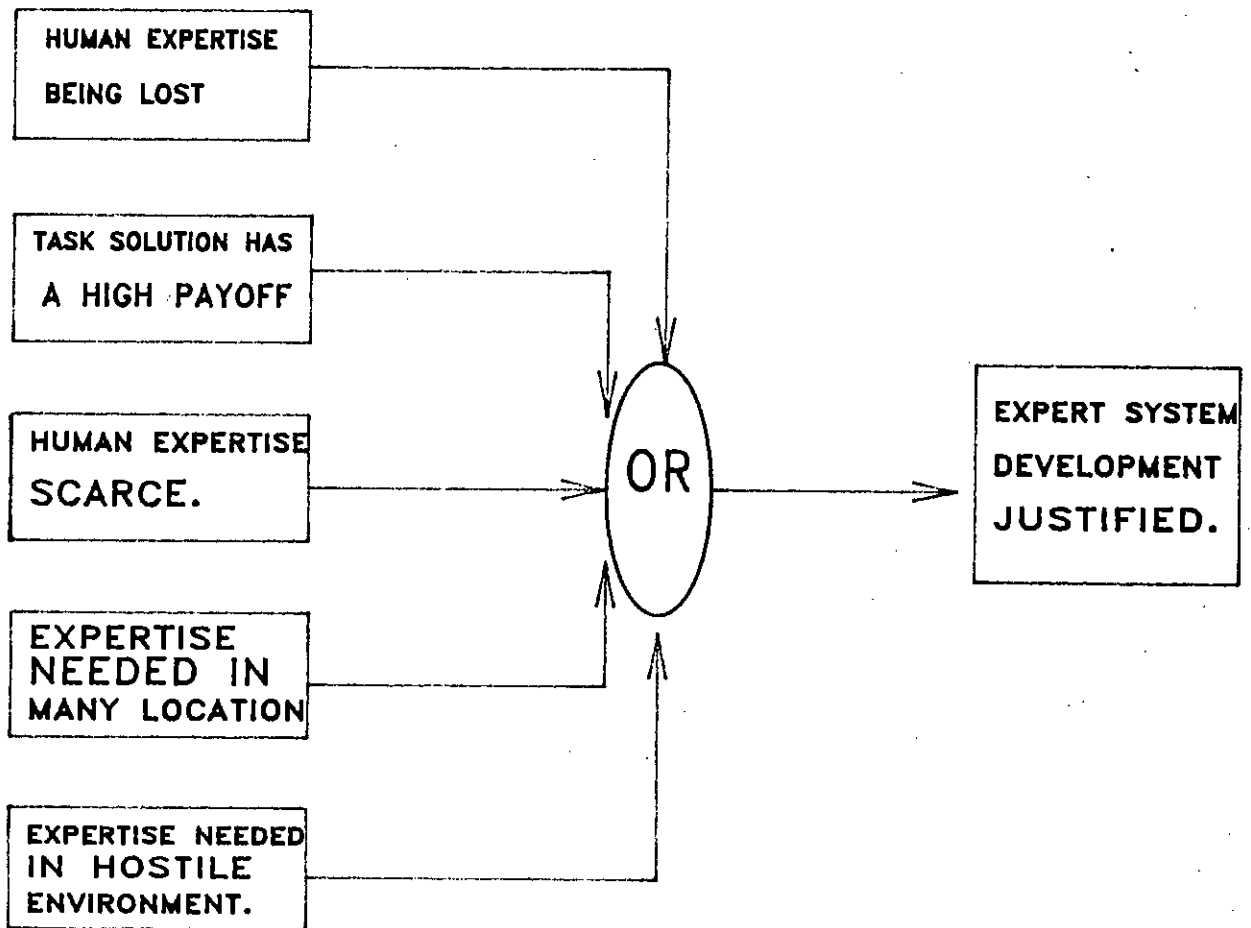 HUMAN EXPERTISE
BEING LOST
TASK SOLUTION HAS
A HIGH PAYOFF
HUMAN EXPERTISE
SCARCE.
EXPERTISE
NEEDED IN
MANY LOCATION
EXPERTISE NEEDED
IN HOSTILE
ENVIRONMENT.
OR
EXPERT SYSTEM
DEVELOPMENT
JUSTIFIED.